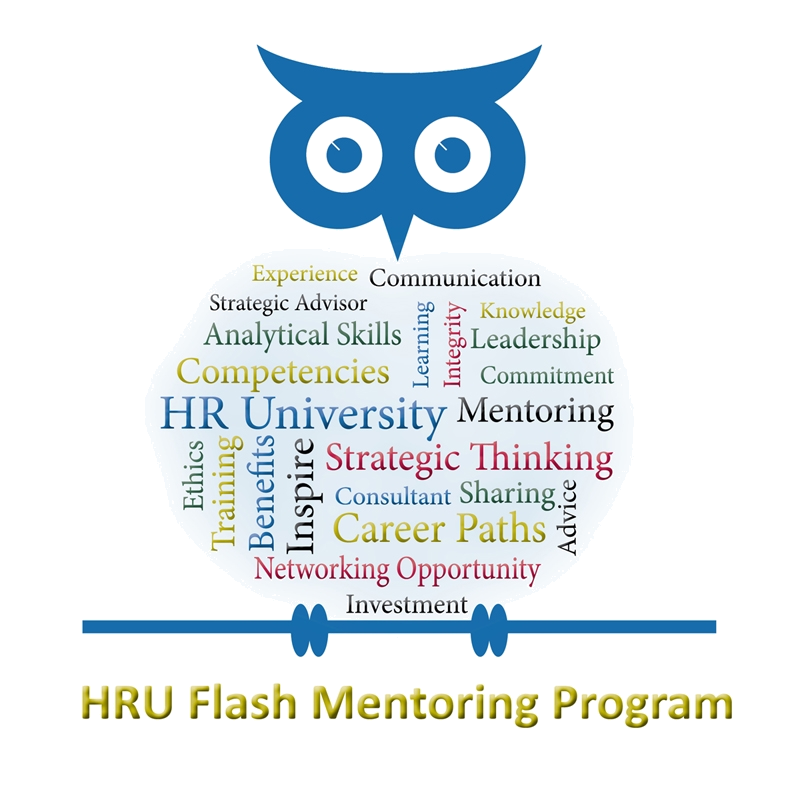 Experience
Communication
Strategic Advisor
Analytical Skills
Learning
Integrity
Knowledge
Leadership
Competencies
Commitment
HR University
Mentoring
Ethics
Training
Benefits
Inspire
Strategic Thinking
Consultant
Sharing
Advice
Career Paths
Networking Opportunity
Investment
HRU Flash Mentoring Program